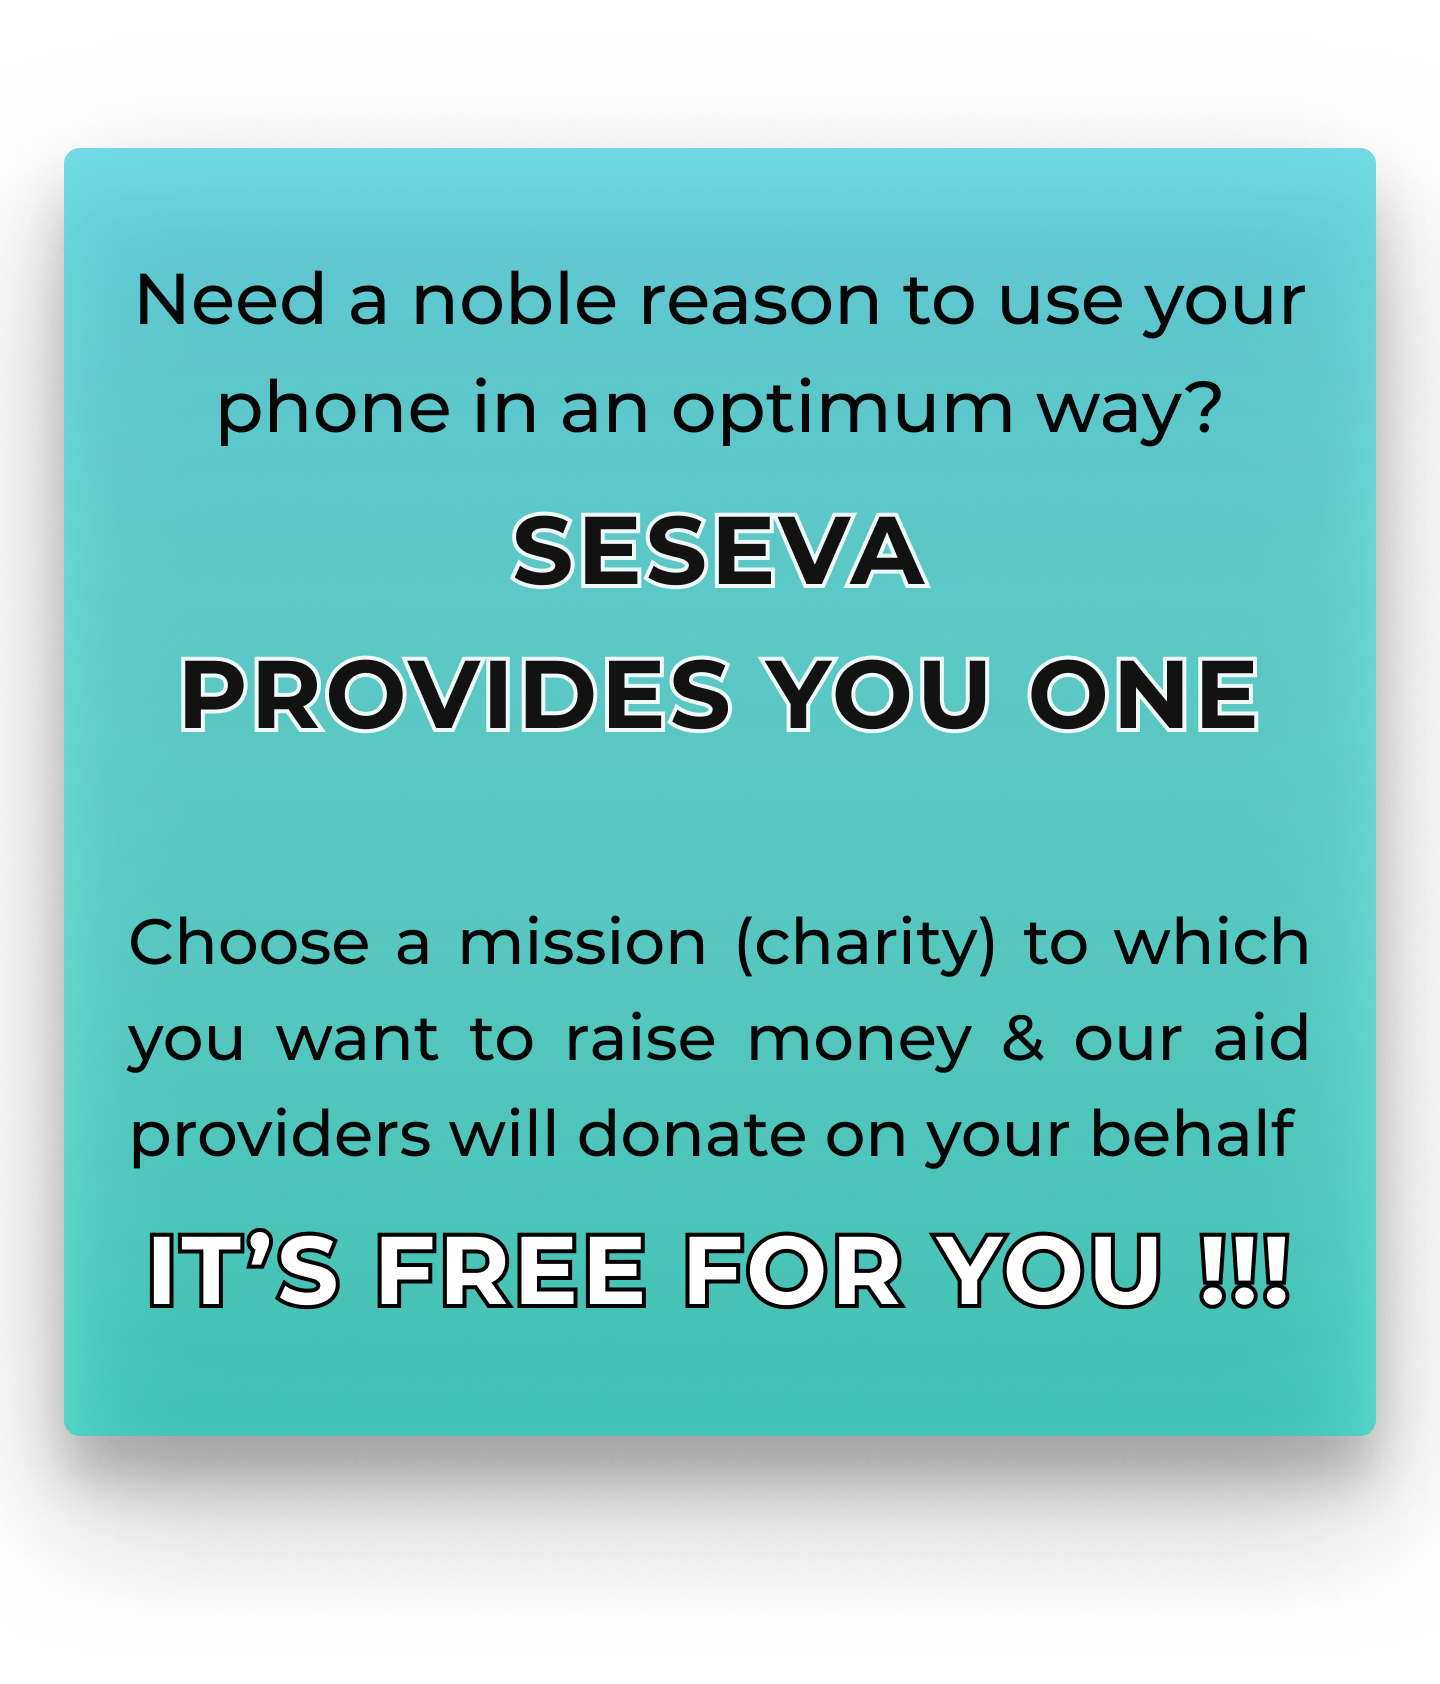 Need a noble reason to use your
phone in an optimum way?
SESEVA
PROVIDES YOU ONE
Choose a mission (charity) to which
you want to raise money & our aid
providers will donate on your behalf
IT’S FREE FOR YOU !!!